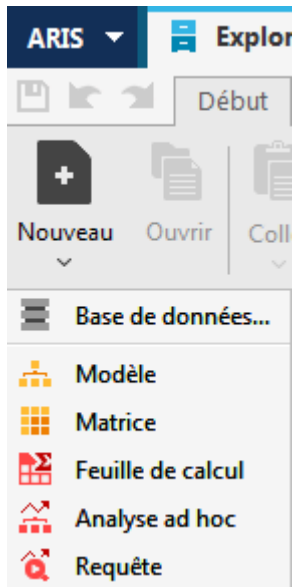 ARIS Explor
Début
Nouveau Ouvrir Coll
Base de données...
Modèle
Matrice
Feuille de calcul
Analyse ad hoc
Requête